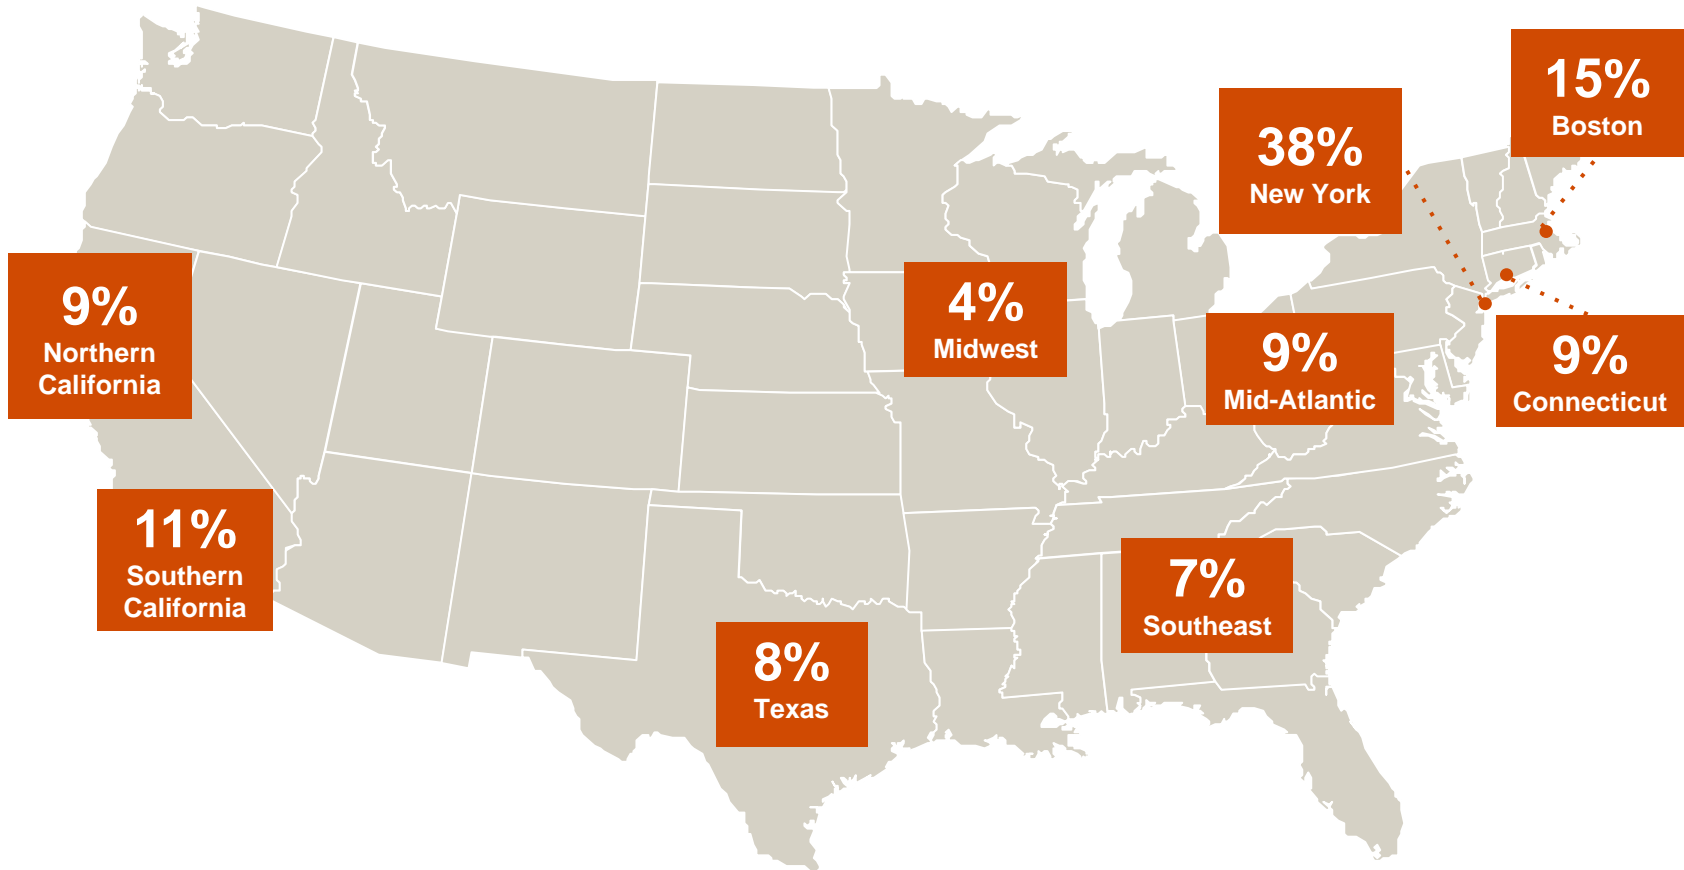 15%
Boston
38%
New York
9%
Northern
California
4%
Midwest
9%
Mid-Atlantic
9%
Connecticut
11%
Southern
California
7%
Southeast
8%
Texas